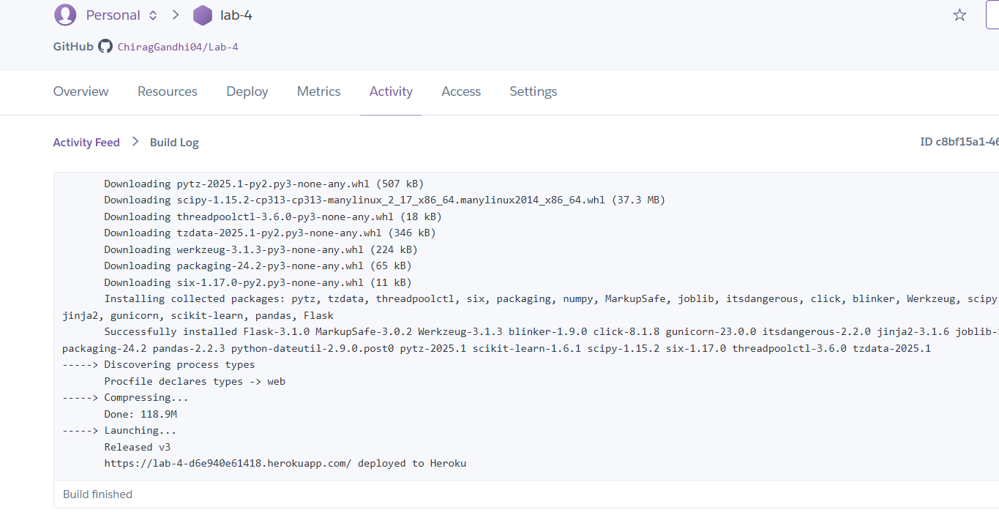 Personal lab-4
GitHub ChiragGandhi04/Lab-4
Overview Resources Deploy Metrics Activity Access Settings
Activity Feed Build Log ID c8bf15a1-46
Downloading pytz-2025.1-py2.py3-none-any.whl (507 kB)
Downloading scipy-1.15.2-cp313-cp313-manylinux_2_17_x86_64.manylinux2014_x86_64.whl (37.3 MB)
Downloading threadpoolctl-3.6.0-py3-none-any.whl (18 kB)
Downloading tzdata-2025.1-py2.py3-none-any.whl (346 kB)
Downloading werkzeug-3.1.3-py3-none-any.whl (224 kB)
Downloading packaging-24.2-py3-none-any.whl (65 kB)
Downloading six-1.17.0-py2.py3-none-any.whl (11 kB)
Installing collected packages: pytz, tzdata, threadpoolctl, six, packaging, numpy, MarkupSafe, joblib, itsdangerous, click, blinker, Werkzeug, scipy,
jinja2, gunicorn, scikit-learn, pandas, Flask
Successfully installed Flask-3.1.0 MarkupSafe-3.0.2 Werkzeug-3.1.3 blinker-1.9.0 click-8.1.8 gunicorn-23.0.0 itsdangerous-2.2.0 jinja2-3.1.6 joblib-
packaging-24.2 pandas-2.2.3 python-dateutil-2.9.0.post0 pytz-2025.1 scikit-learn-1.6.1 scipy-1.15.2 six-1.17.0 threadpoolctl-3.6.0 tzdata-2025.1
-----> Discovering process types
Procfile declares types -> web
-----> Compressing...
Done: 118.9M
-----> Launching...
Released v3
https://lab-4-d6e940e61418.herokuapp.com/ deployed to Heroku
Build finished